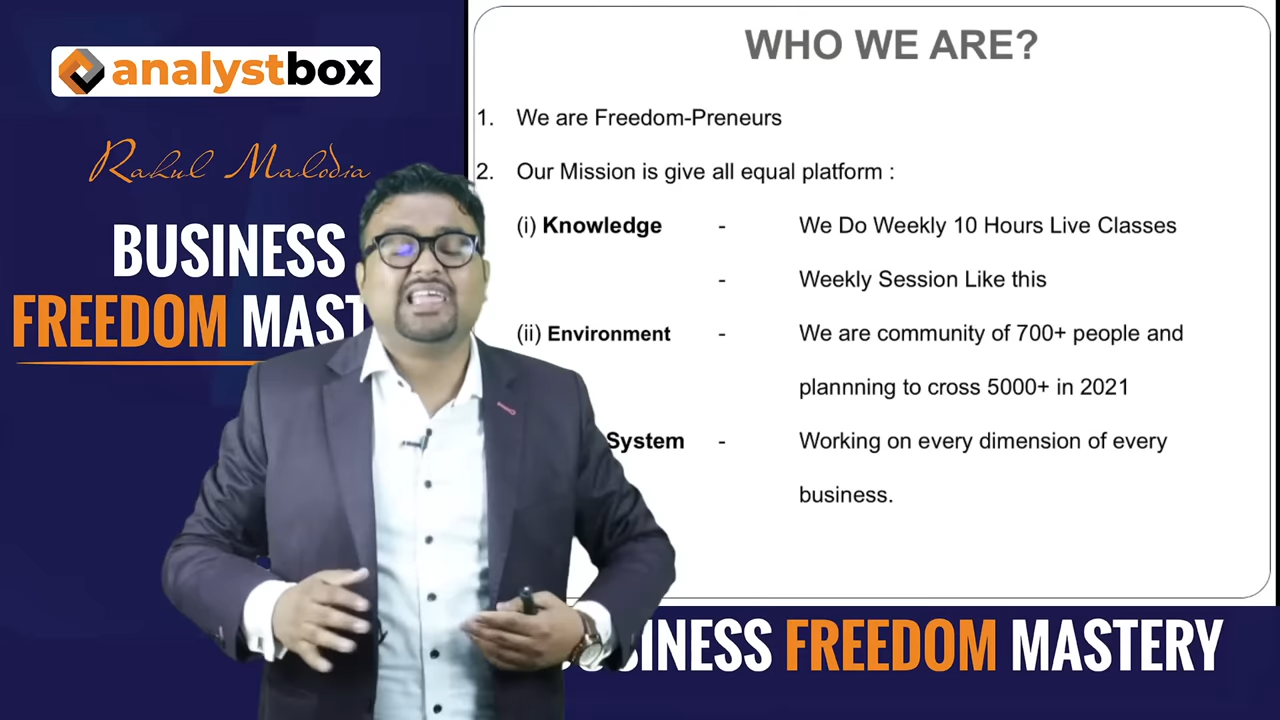 analystbox
Rahul Malodia
BUSINESS
FREEDOM MAST
WHO WE ARE?
1. We are Freedom-Preneurs
2. Our Mission is give all equal platform :
(i) Knowledge - We Do Weekly 10 Hours Live Classes
- Weekly Session Like this
(ii) Environment - We are community of 700+ people and
plannning to cross 5000+ in 2021
System - Working on every dimension of every
business.
SINESS FREEDOM MASTERY